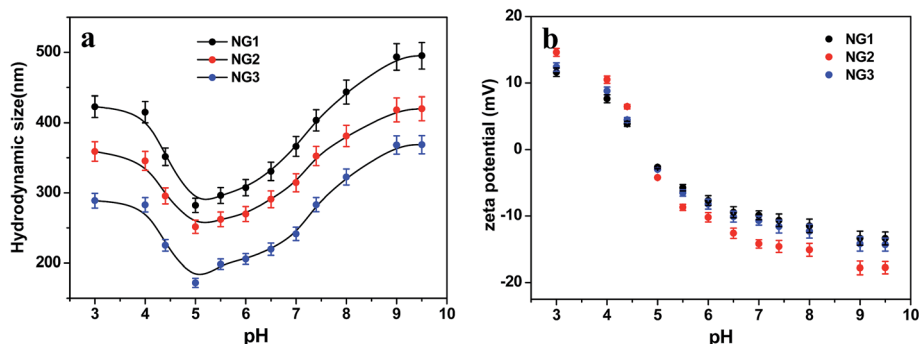 a
NG1
NG2
NG3
Hydrodynamic size(nm)
500
400
300
200
3 4 5 6 7 8 9 10
pH
b
NG1
NG2
NG3
zeta potential (mV)
20
10
0
-10
-20
3 4 5 6 7 8 9 10
pH